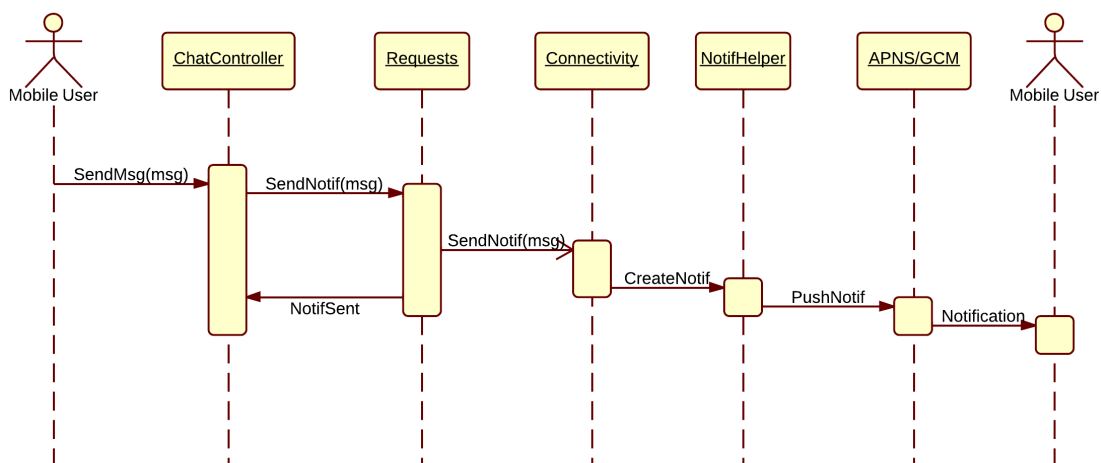 ChatController
Requests
Connectivity
NotifHelper
APNS/GCM
Mobile User
Mobile User
SendMsg(msg)
SendNotif(msg)
SendNotif(msg)
CreateNotif
PushNotif
NotifSent
Notification